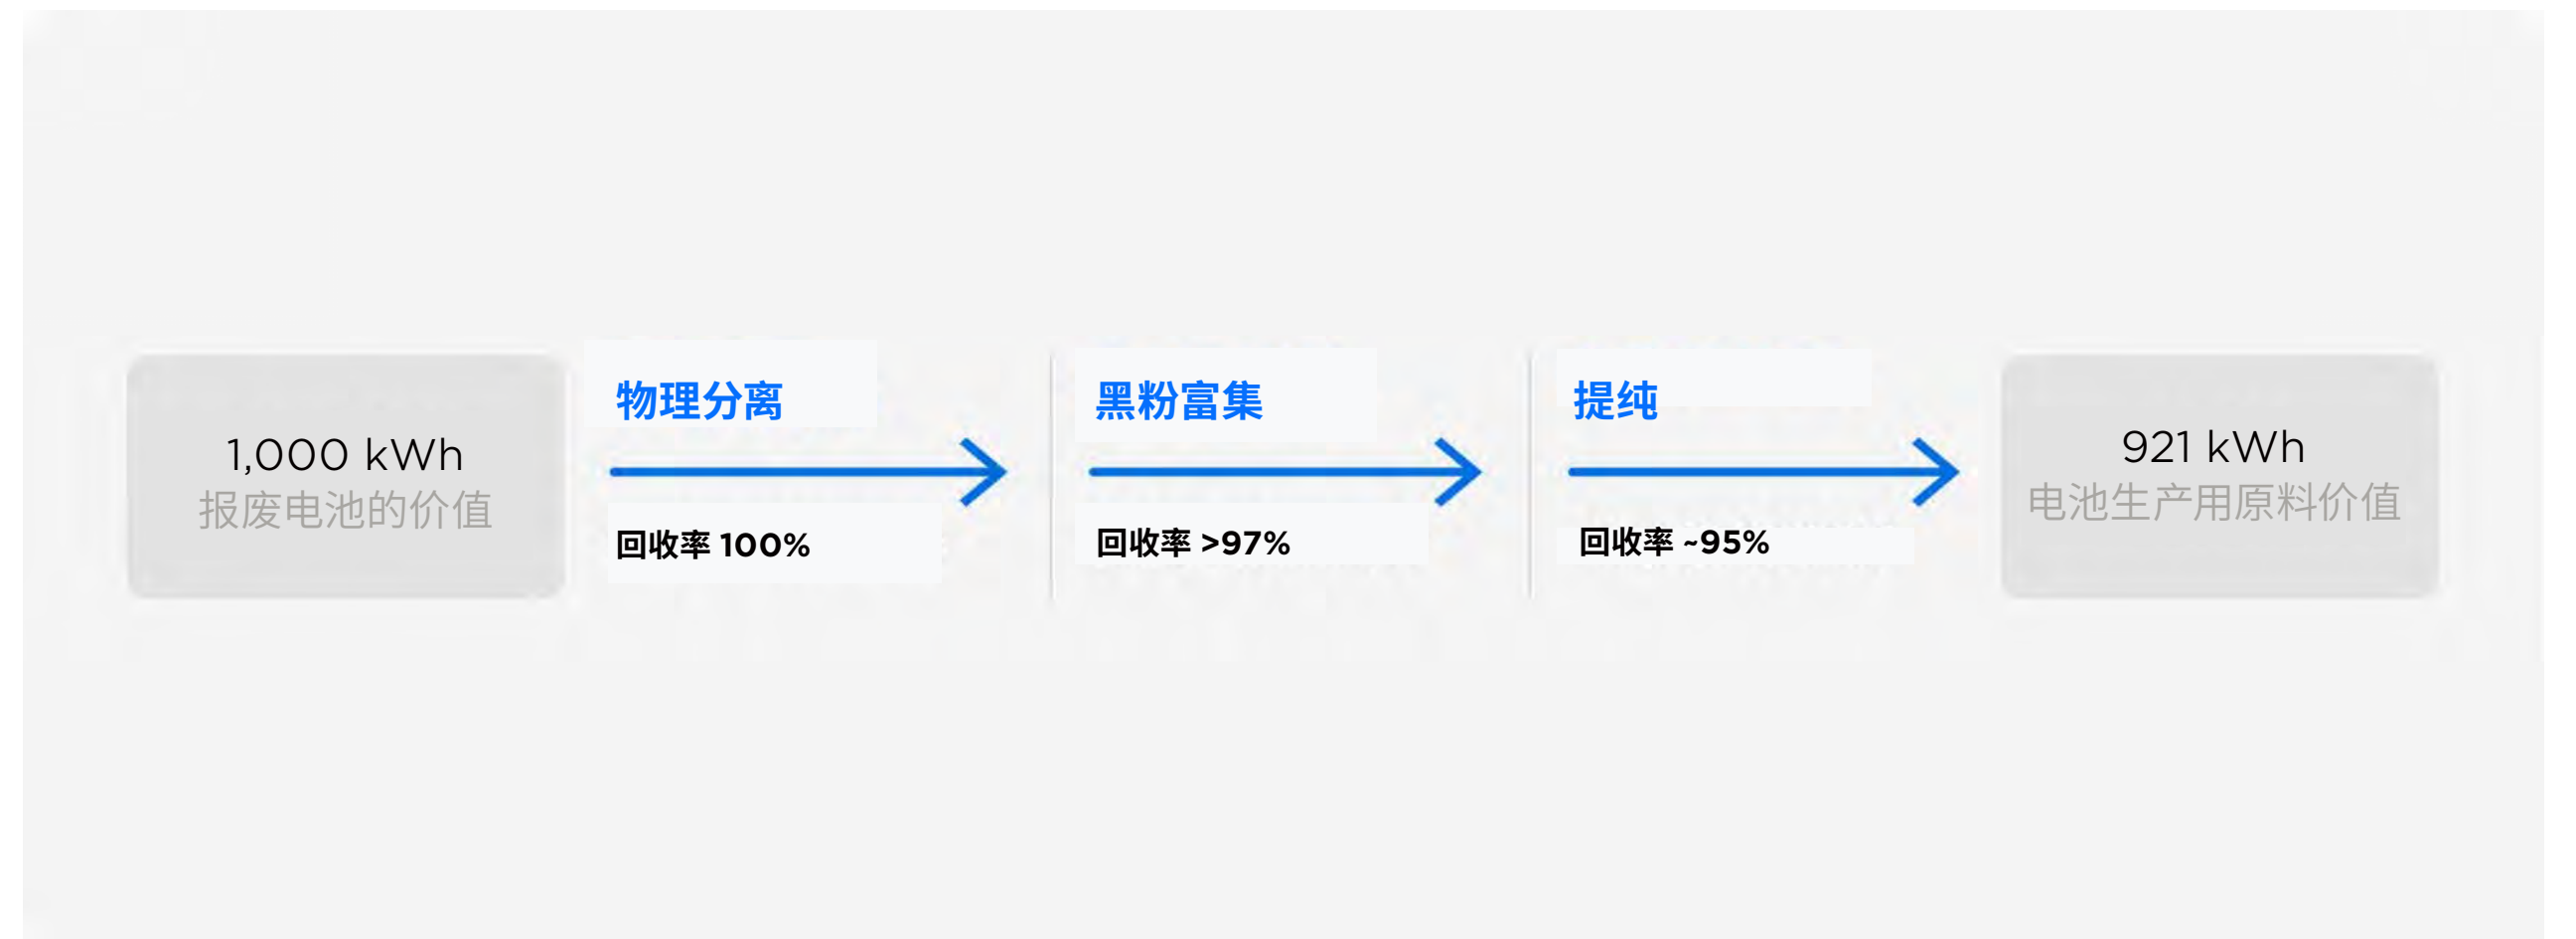 1,000 kWh
报废电池的价值
物理分离
回收率 100%
黑粉富集
回收率 >97%
提纯
回收率 ~95%
921 kWh
电池生产用原料价值